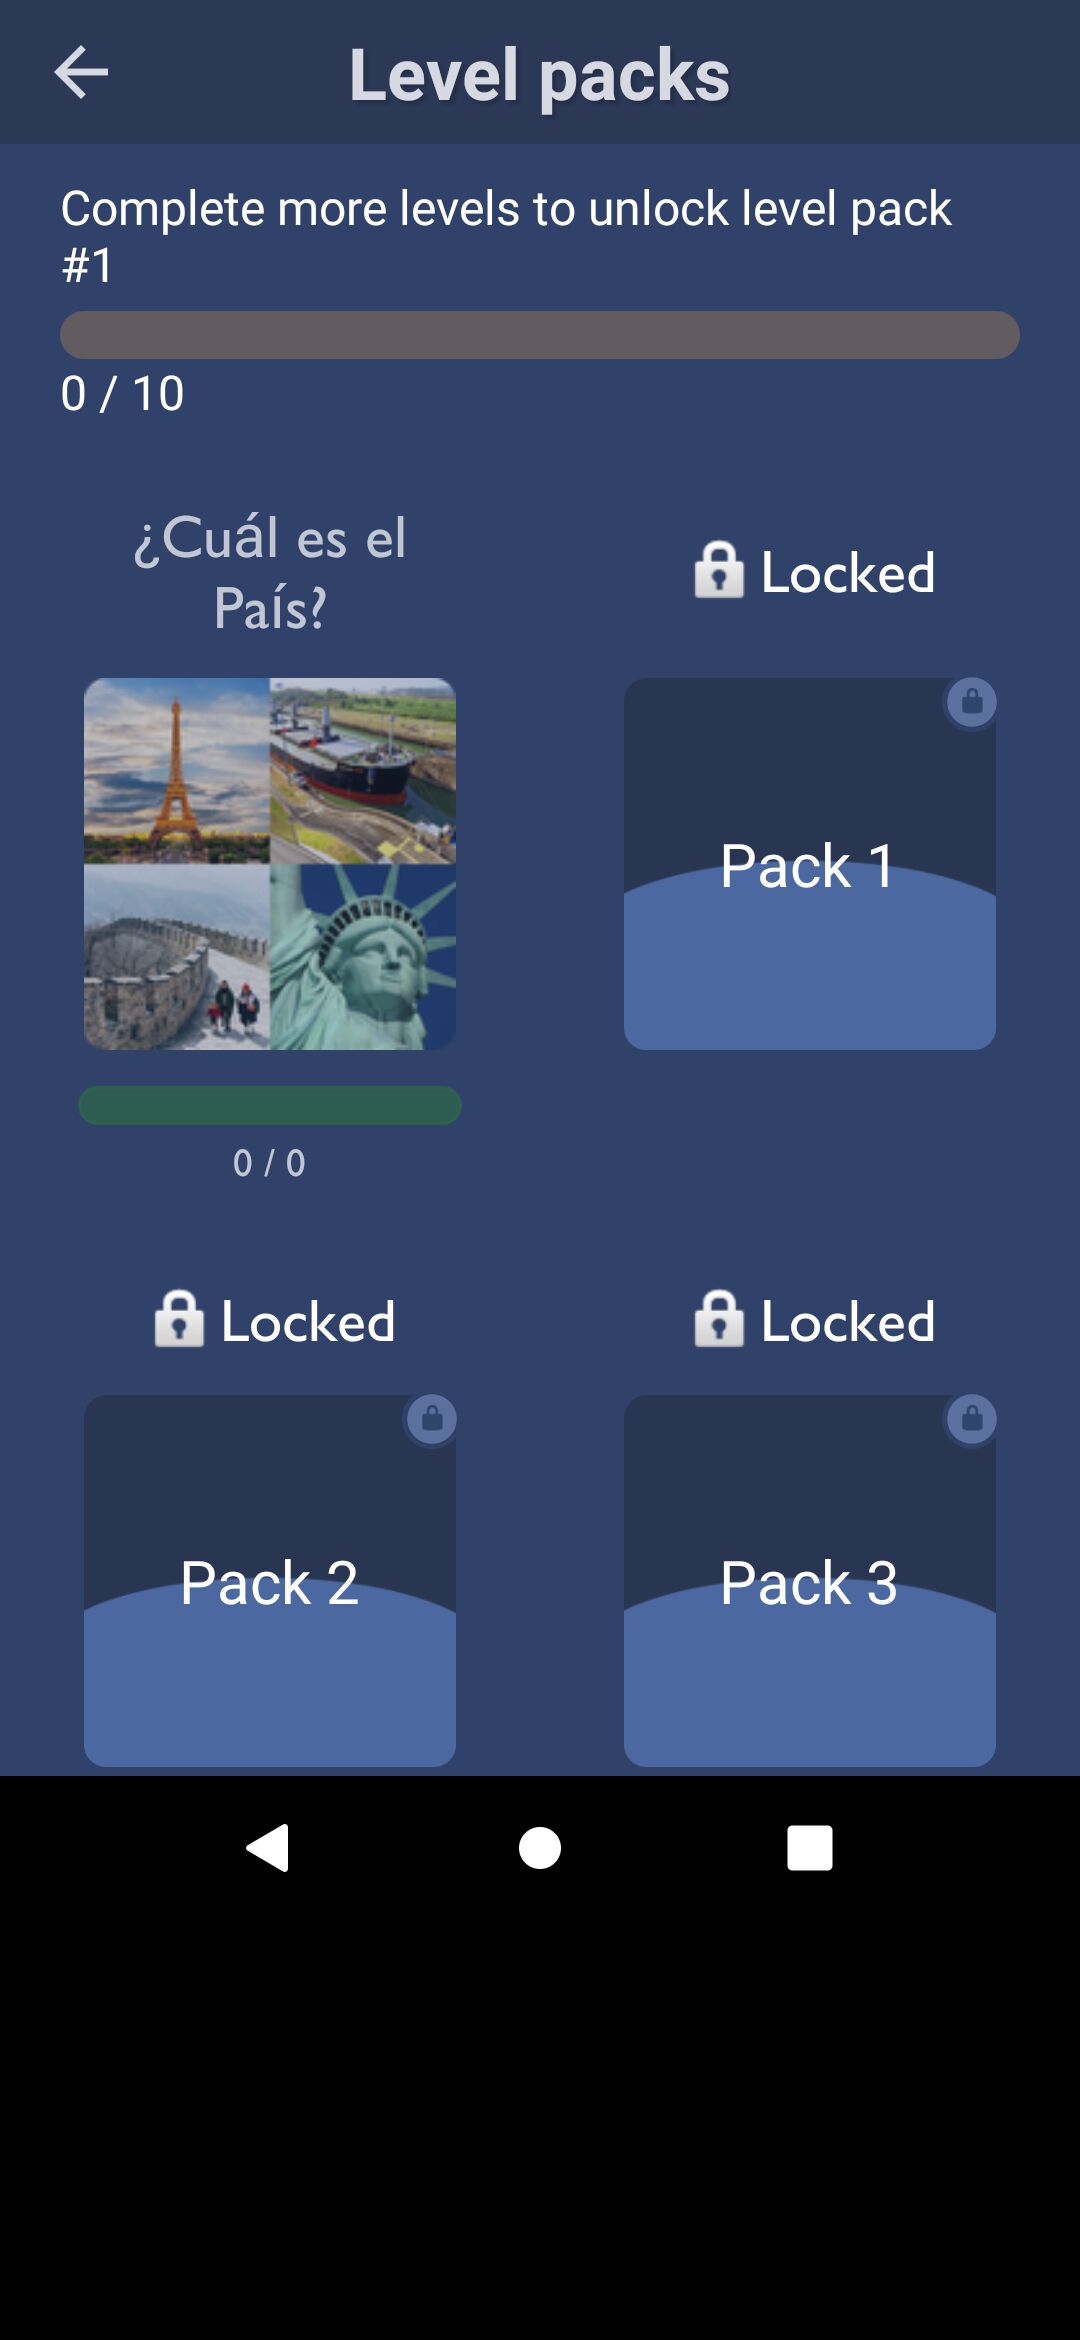 Level packs
Complete more levels to unlock level pack
#1
0 / 10
¿Cuál es el
País?
Locked
Pack 1
0 / 0
Locked
Locked
Pack 2
Pack 3